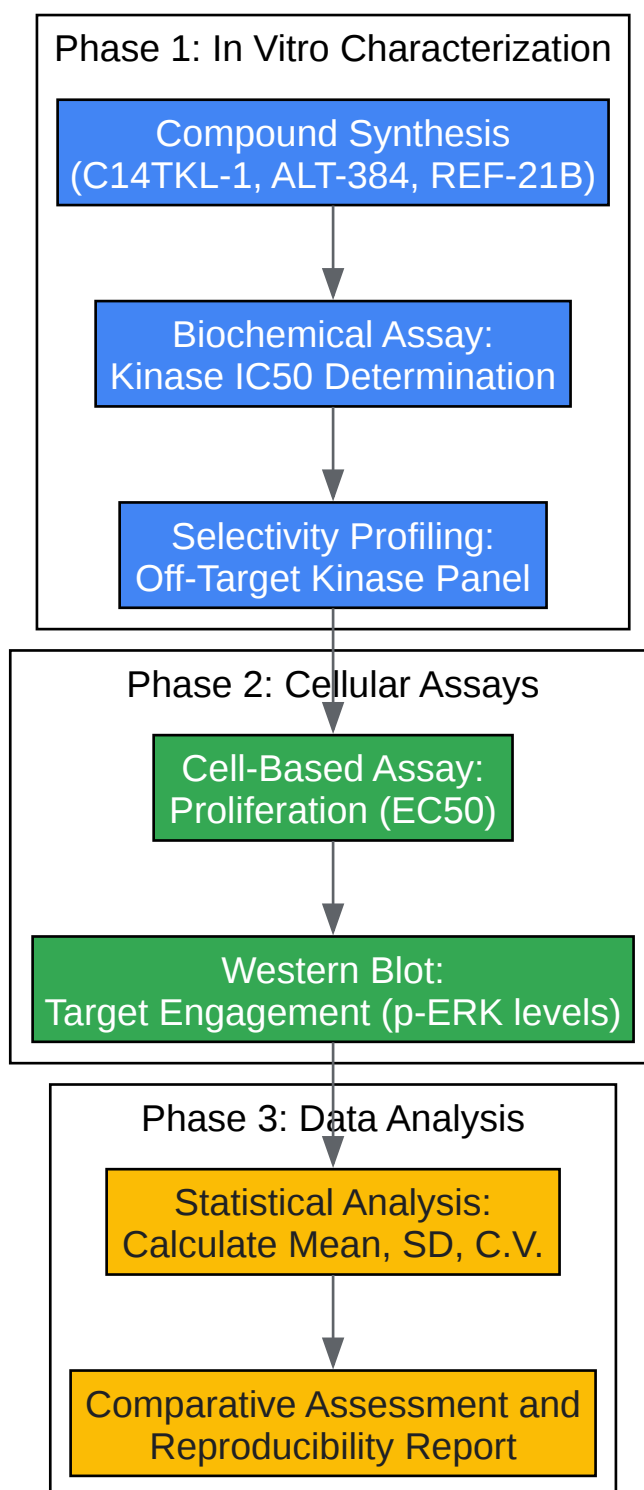 Phase 1: In Vitro Characterization
Compound Synthesis
(C14TKL-1, ALT-384, REF-21B)
Biochemical Assay:
Kinase IC50 Determination
Selectivity Profiling:
Off-Target Kinase Panel
Phase 2: Cellular Assays
Cell-Based Assay:
Proliferation (EC50)
Western Blot:
Target Engagement (p-ERK levels)
Phase 3: Data Analysis
Statistical Analysis:
Calculate Mean, SD, C.V.
Comparative Assessment and
Reproducibility Report